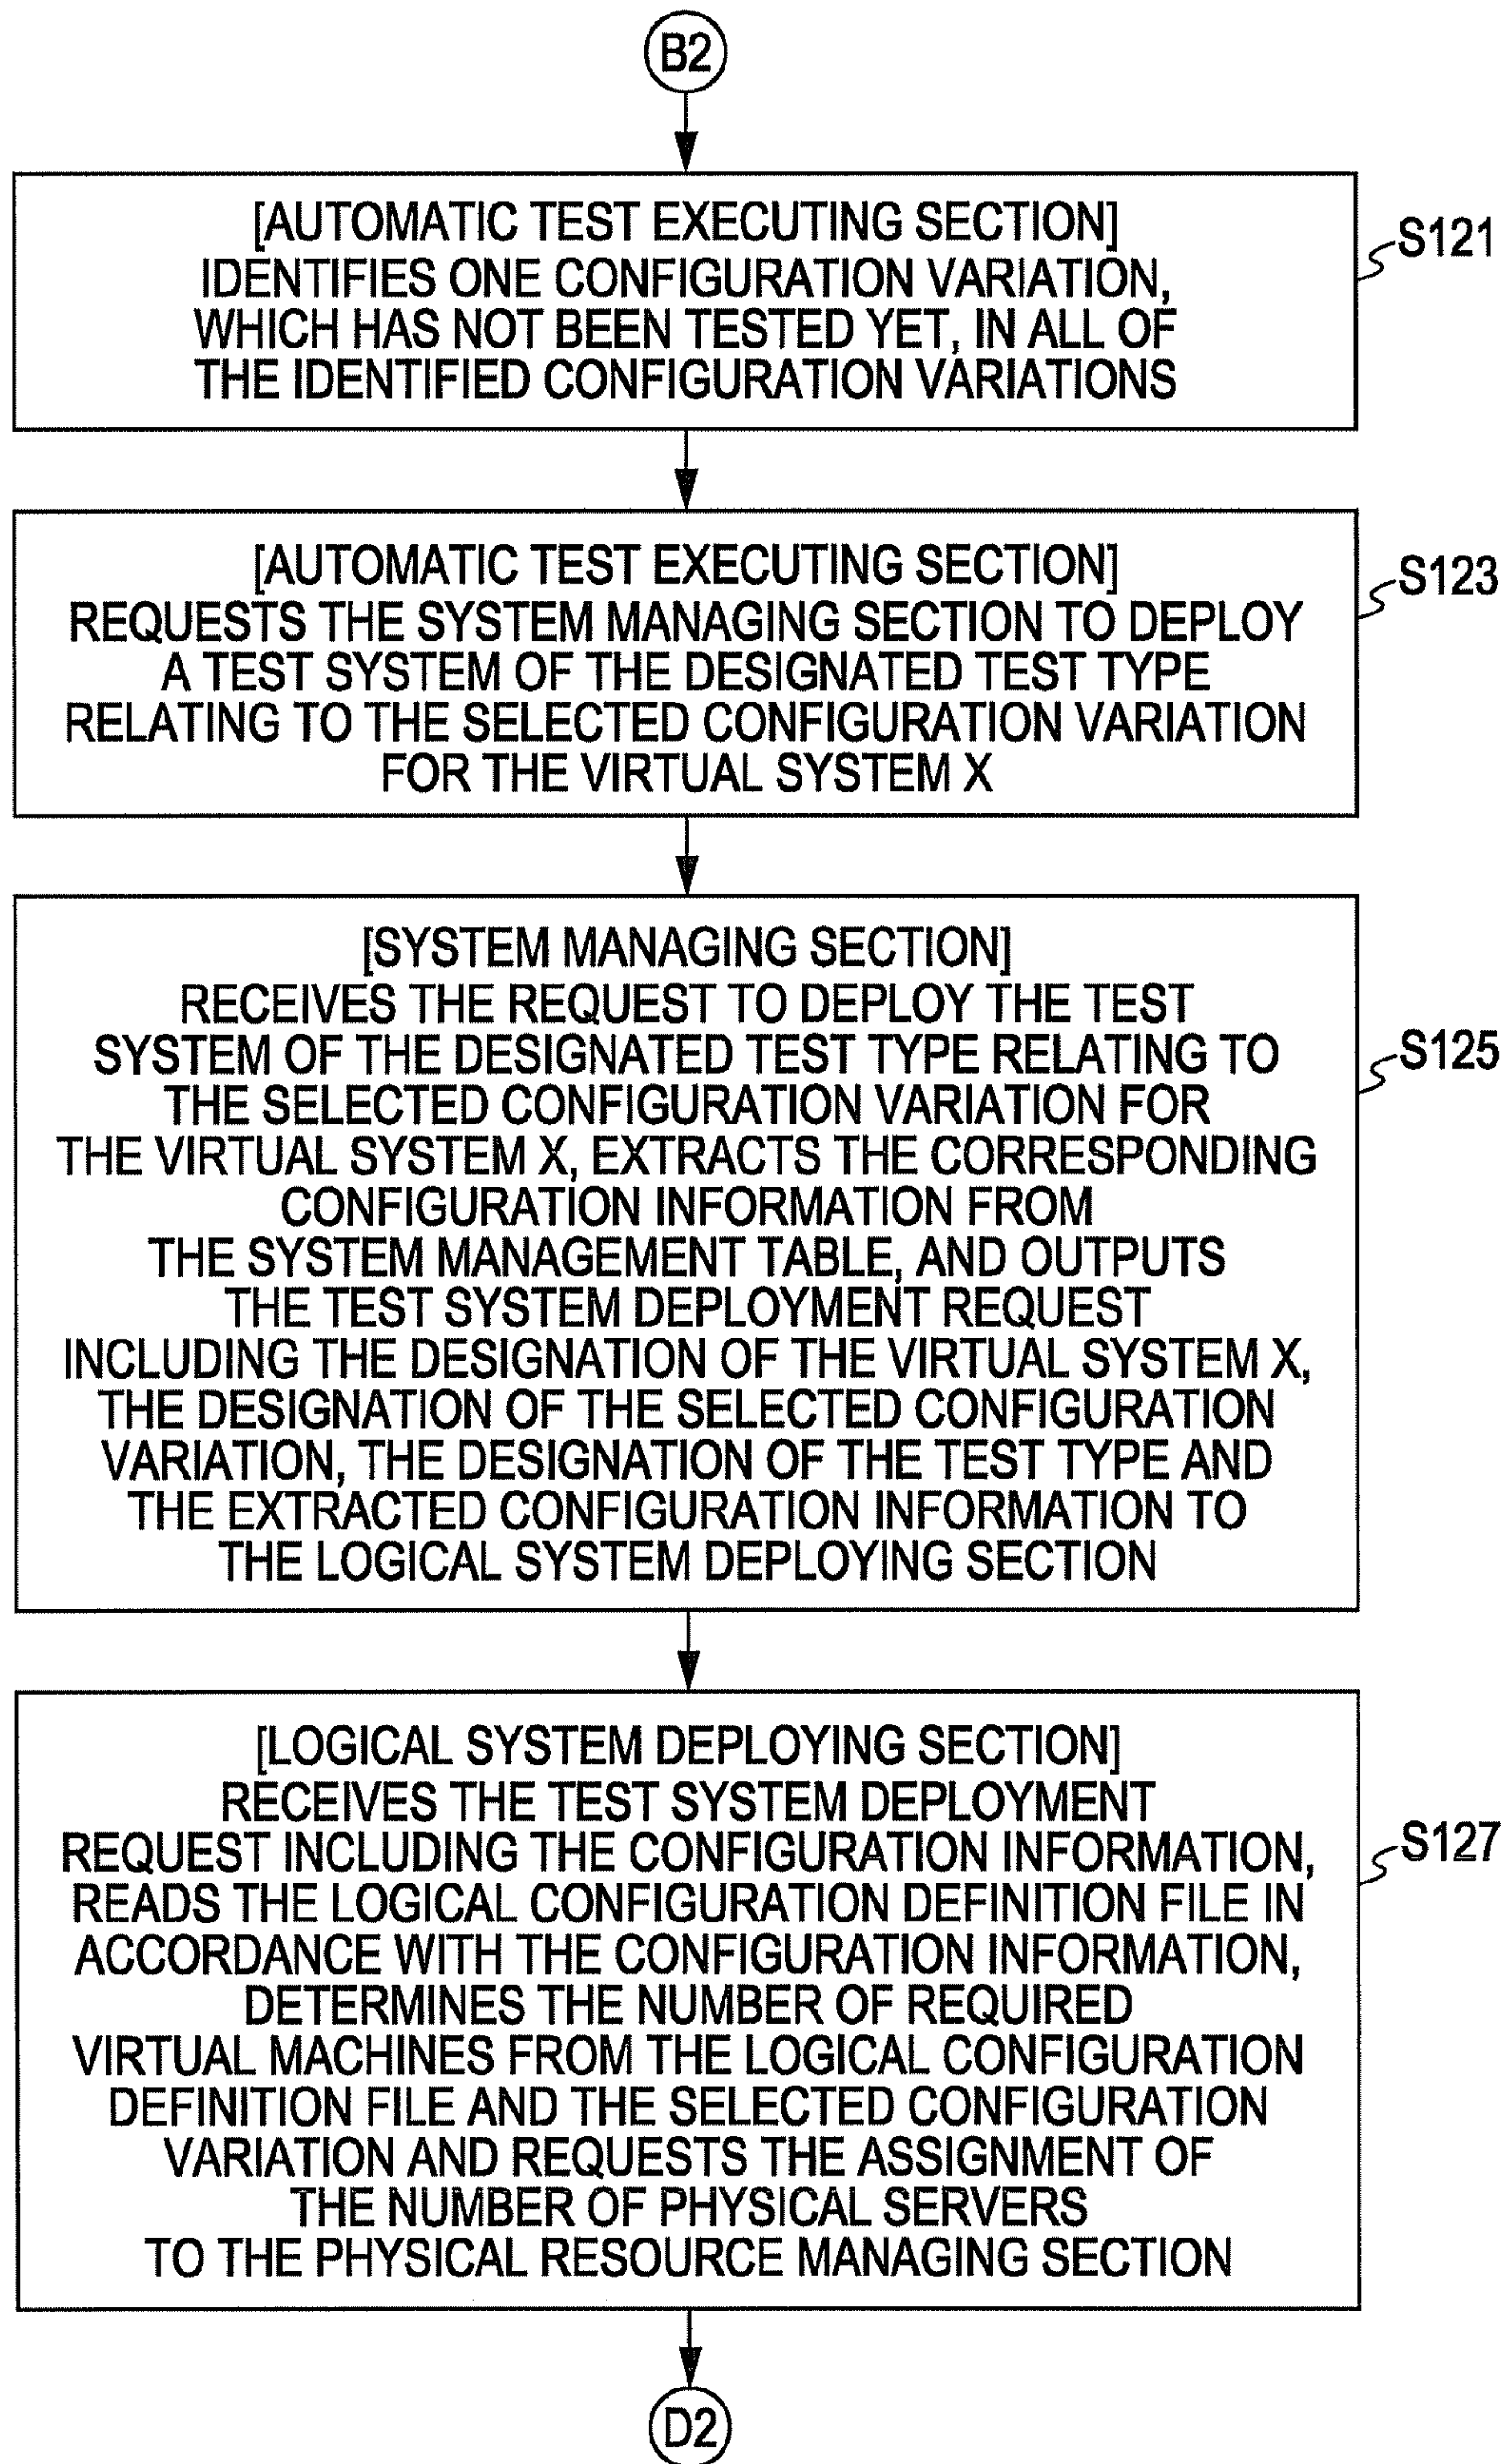 B2
[AUTOMATIC TEST EXECUTING SECTION]
IDENTIFIES ONE CONFIGURATION VARIATION,
WHICH HAS NOT BEEN TESTED YET, IN ALL OF
THE IDENTIFIED CONFIGURATION VARIATIONS
S121
[AUTOMATIC TEST EXECUTING SECTION]
REQUESTS THE SYSTEM MANAGING SECTION TO DEPLOY
A TEST SYSTEM OF THE DESIGNATED TEST TYPE
RELATING TO THE SELECTED CONFIGURATION VARIATION
FOR THE VIRTUAL SYSTEM X
S123
[SYSTEM MANAGING SECTION]
RECEIVES THE REQUEST TO DEPLOY THE TEST
SYSTEM OF THE DESIGNATED TEST TYPE RELATING TO
THE SELECTED CONFIGURATION VARIATION FOR
THE VIRTUAL SYSTEM X, EXTRACTS THE CORRESPONDING
CONFIGURATION INFORMATION FROM
THE SYSTEM MANAGEMENT TABLE, AND OUTPUTS
THE TEST SYSTEM DEPLOYMENT REQUEST
INCLUDING THE DESIGNATION OF THE VIRTUAL SYSTEM X,
THE DESIGNATION OF THE SELECTED CONFIGURATION
VARIATION, THE DESIGNATION OF THE TEST TYPE AND
THE EXTRACTED CONFIGURATION INFORMATION TO
THE LOGICAL SYSTEM DEPLOYING SECTION
S125
[LOGICAL SYSTEM DEPLOYING SECTION]
RECEIVES THE TEST SYSTEM DEPLOYMENT
REQUEST INCLUDING THE CONFIGURATION INFORMATION,
READS THE LOGICAL CONFIGURATION DEFINITION FILE IN
ACCORDANCE WITH THE CONFIGURATION INFORMATION,
DETERMINES THE NUMBER OF REQUIRED
VIRTUAL MACHINES FROM THE LOGICAL CONFIGURATION
DEFINITION FILE AND THE SELECTED CONFIGURATION
VARIATION AND REQUESTS THE ASSIGNMENT OF
THE NUMBER OF PHYSICAL SERVERS
TO THE PHYSICAL RESOURCE MANAGING SECTION
S127
D2